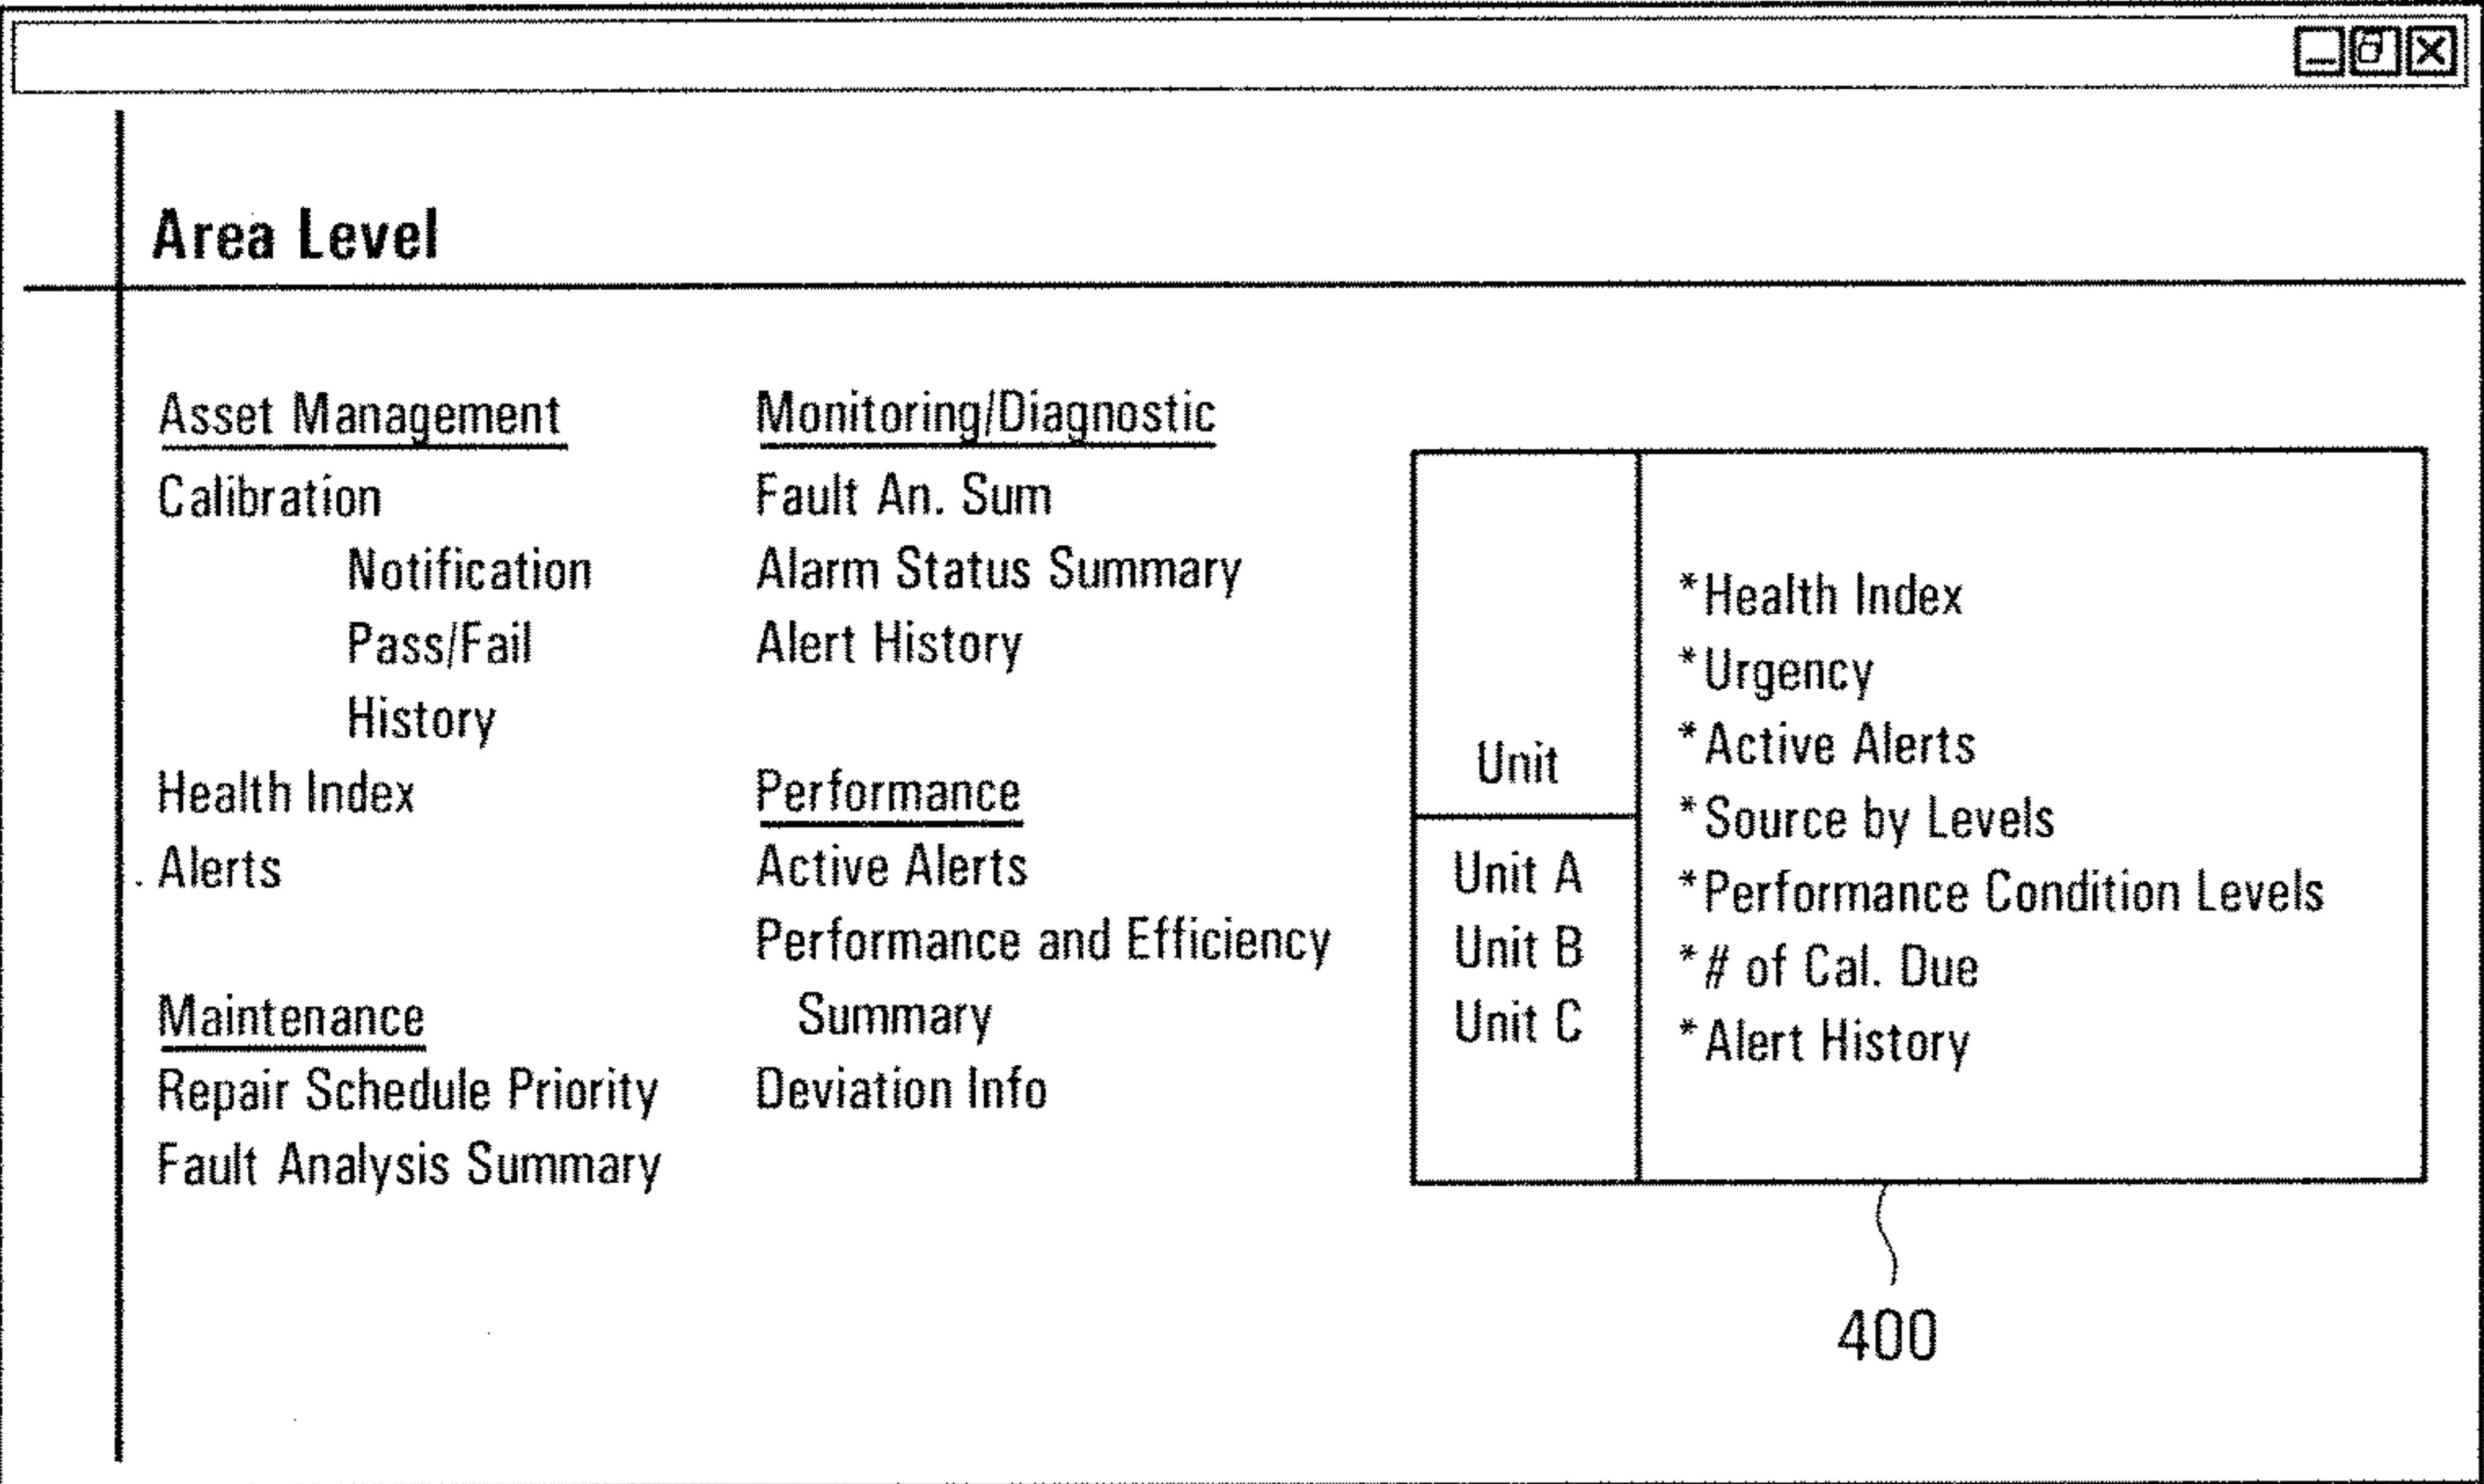 Area Level
Asset Management
Calibration
Notification
Pass/Fail
History
Health Index
Alerts
Maintenance
Repair Schedule Priority
Fault Analysis Summary
Monitoring/Diagnostic
Fault An. Sum
Alarm Status Summary
Alert History
Performance
Active Alerts
Performance and Efficiency
Summary
Deviation Info
Unit
Unit A
Unit B
Unit C
*Health Index
*Urgency
*Active Alerts
*Source by Levels
*Performance Condition Levels
*# of Cal. Due
*Alert History
400